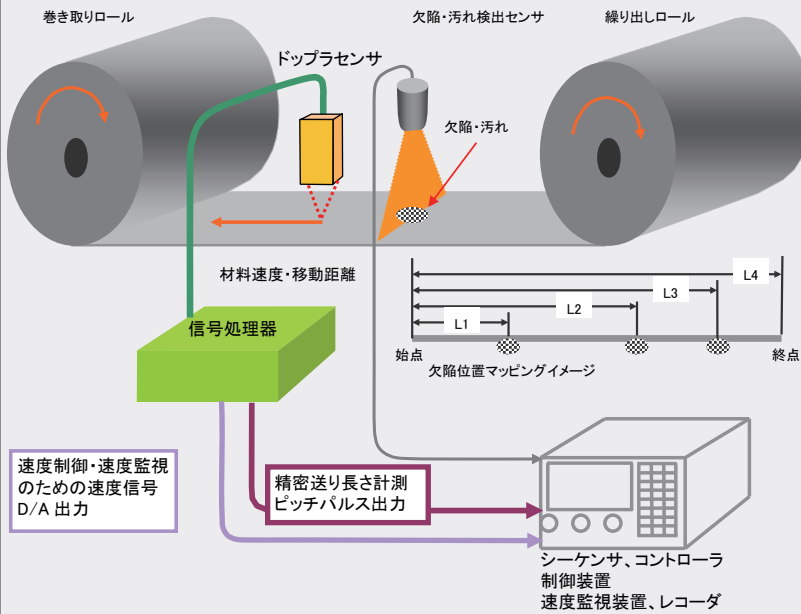 巻き取りロール
欠陥・汚れ検出センサ
繰り出しロール
ドップラセンサ
欠陥・汚れ
材料速度・移動距離
L4
L3
L2
L1
信号処理器
始点
終点
欠陥位置マッピングイメージ
速度制御・速度監視
のための速度信号
D/A 出力
精密送り長さ計測
ピッチパルス出力
シーケンサ、コントローラ
制御装置
速度監視装置、レコーダ